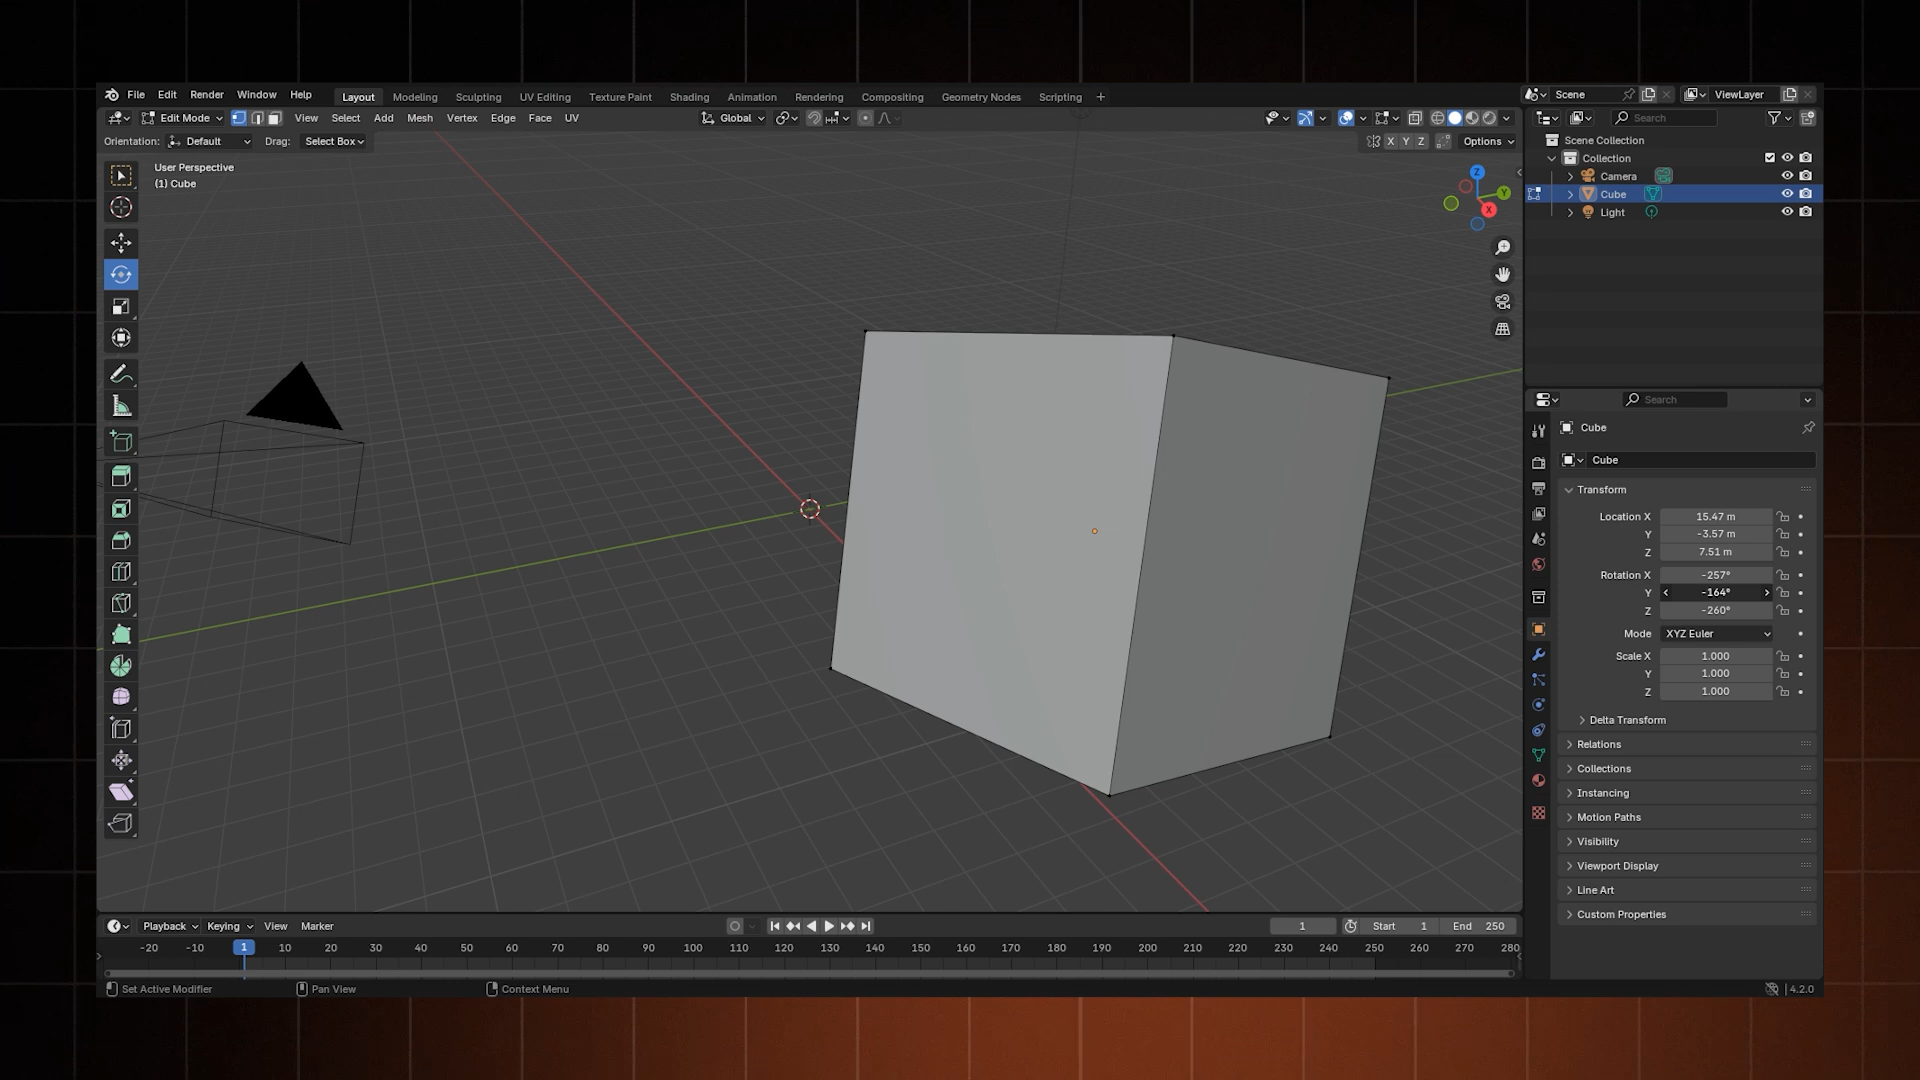 File Edit Render Window Help Layout Modeling Sculpting UV Editing Texture Paint Shading Animation Rendering Compositing Geometry Nodes Scripting + Scene ViewLayer
Edit Mode View Select Add Mesh Vertex Edge Face UV Global Search
Orientation: Default Drag: Select Box X Y Z Options
User Perspective
(1) Cube
Z
Y
X
Scene Collection
Collection
Camera
Cube
Light
Search
Cube
Cube
Transform
Location X 15.47 m
Y -3.57 m
Z 7.51 m
Rotation X -257°
Y -164°
Z -260°
Mode XYZ Euler
Scale X 1.000
Y 1.000
Z 1.000
Delta Transform
Relations
Collections
Instancing
Motion Paths
Visibility
Viewport Display
Line Art
Custom Properties
Playback Keying View Marker 1 Start 1 End 250
-20 -10 1 10 20 30 40 50 60 70 80 90 100 110 120 130 140 150 160 170 180 190 200 210 220 230 240 250 260 270 280
Set Active Modifier Pan View Context Menu 4.2.0